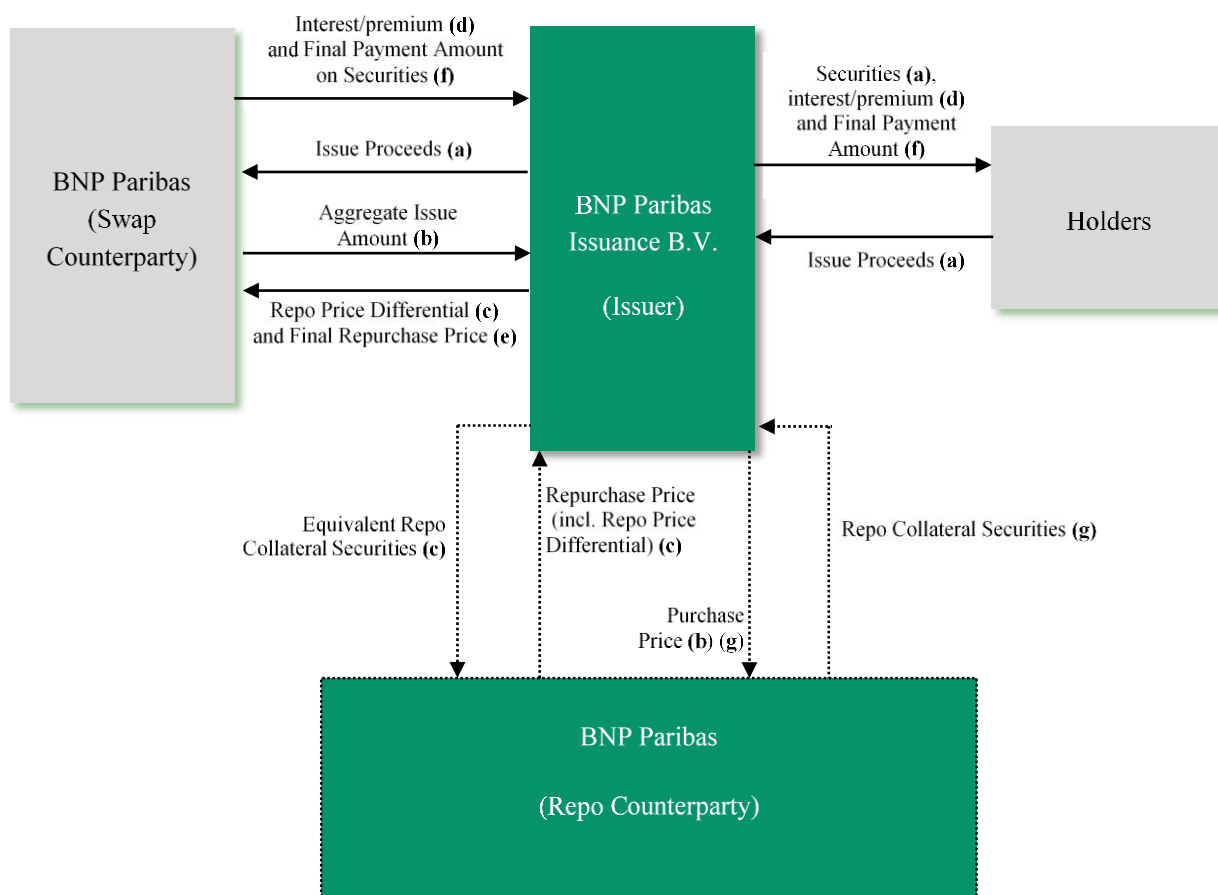 Interest/premium (d)
and Final Payment Amount
on Securities (f)
Issue Proceeds (a)
BNP Paribas
(Swap
Counterparty)
Aggregate Issue
Amount (b)
Repo Price Differential (c)
and Final Repurchase Price (e)
BNP Paribas
Issuance B.V.
(Issuer)
Securities (a),
interest/premium (d)
and Final Payment
Amount (f)
Holders
Issue Proceeds (a)
Equivalent Repo
Collateral Securities (c)
Repurchase Price
(incl. Repo Price
Differential) (c)
Repo Collateral Securities (g)
Purchase
Price (b) (g)
BNP Paribas
(Repo Counterparty)